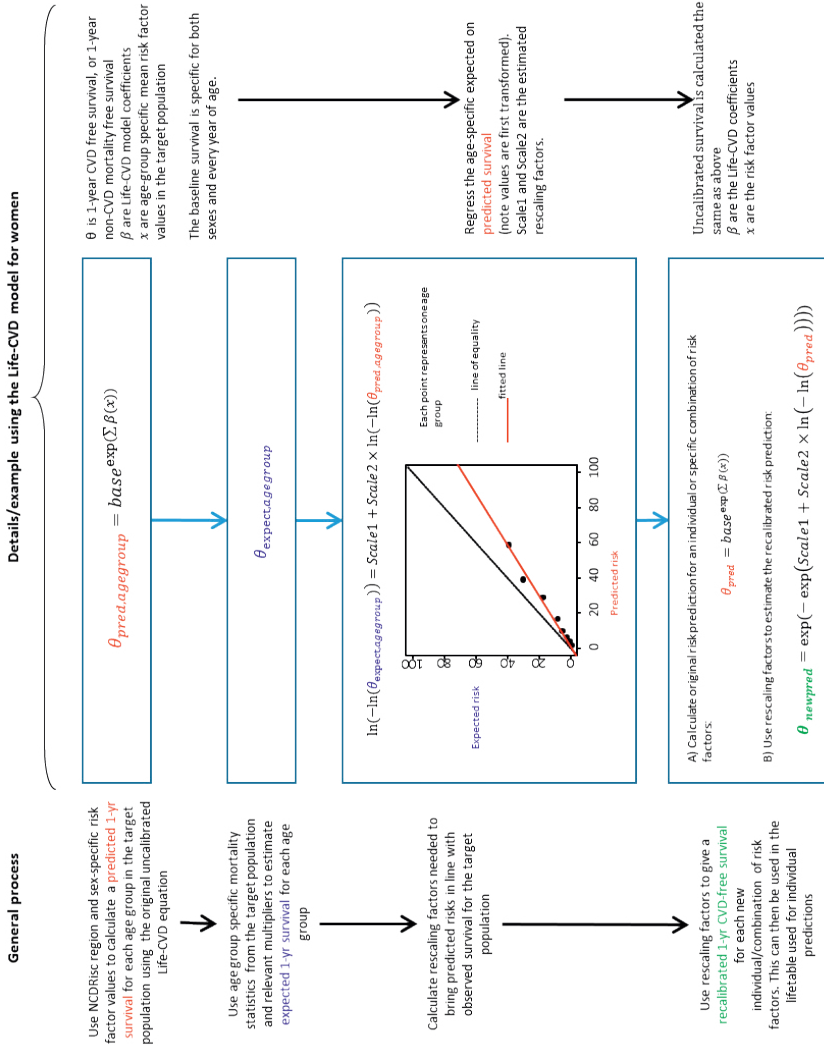 General process
Details/example using the Life-CVD model for women
Use NCDRisc region and sex-specific risk
factor values to calculate a predicted 1-yr
survival for each age group in the target
population using the original uncalibrated
Life-CVD equation
θpred.agegroup = base^exp(∑ β(x))
θ is 1-year CVD free survival, or 1-year
non-CVD mortality free survival
β are Life-CVD model coefficients
x are age-group specific mean risk factor
values in the target population
The baseline survival is specific for both
sexes and every year of age.
Use age group specific mortality
statistics from the target population
and relevant multipliers to estimate
expected 1-yr survival for each age
group
θexpect.agegroup
Calculate rescaling factors needed to
bring predicted risks in line with
observed survival for the target
population
ln(−ln(θexpect.agegroup)) = Scale1 + Scale2 × ln(−ln(θpred.agegroup))
Expected risk
0 20 40 60 80 100
Predicted risk
0 20 40 60 80 100
Each point represents one age
group
line of equality
fitted line
Regress the age-specific expected on
predicted survival
(note values are first transformed).
Scale1 and Scale2 are the estimated
rescaling factors.
Use rescaling factors to give a
recalibrated 1-yr CVD-free survival
for each new
individual/combination of risk
factors. This can then be used in the
lifetable used for individual
predictions
A) Calculate original risk prediction for an individual or specific combination of risk
factors:
θpred = base^exp(∑ β(x))
B) Use rescaling factors to estimate the recalibrated risk prediction:
θ newpred = exp(− exp(Scale1 + Scale2 × ln(− ln(θpred))))
Uncalibrated survival is calculated the
same as above
β are the Life-CVD coefficients
x are the risk factor values